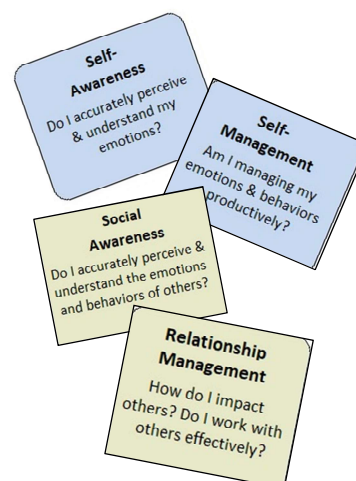 Self-
Awareness
Do I accurately perceive
& understand my
emotions?
Self-
Management
Am I managing my
emotions & behaviors
productively?
Social
Awareness
Do I accurately perceive &
understand the emotions
and behaviors of others?
Relationship
Management
How do I impact
others? Do I work with
others effectively?